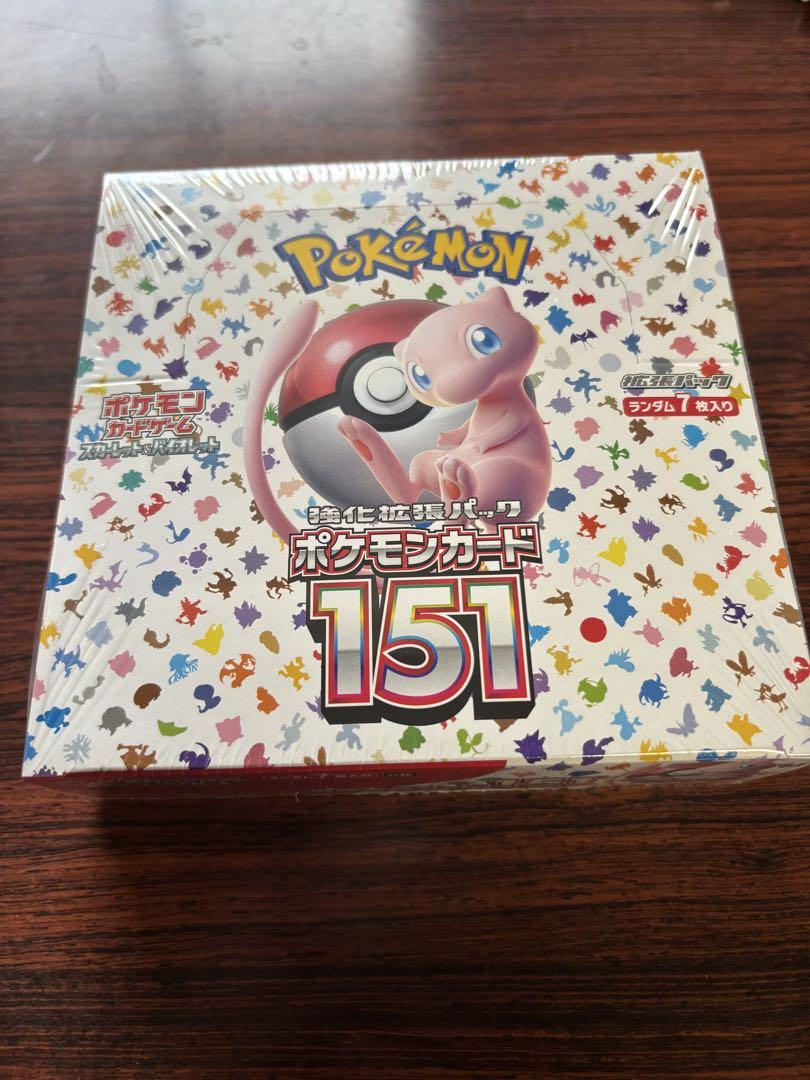 POKéMON
TM
ポケモン
カードゲーム
スカーレット&バイオレット
拡張パック
ランダム7枚入り
強化拡張パック
ポケモンカード
151